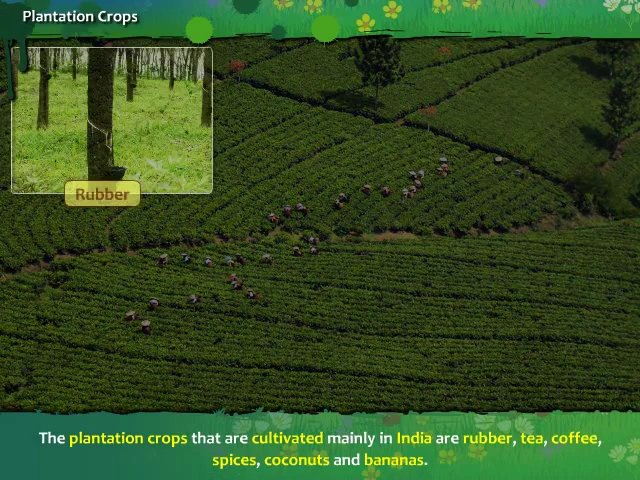 Plantation Crops
Rubber
The plantation crops that are cultivated mainly in India are rubber, tea, coffee,
spices, coconuts and bananas.